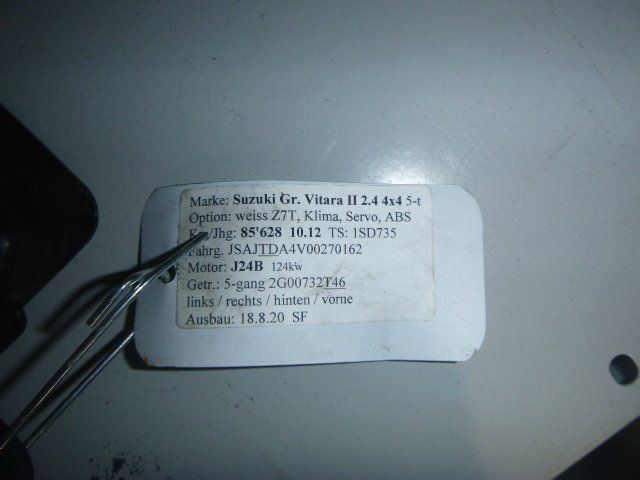 Marke: Suzuki Gr. Vitara II 2.4 4x4 5-t
Option: weiss Z7T, Klima, Servo, ABS
/Jhg: 85'628 10.12 TS: 1SD735
Fahrg. JSAJTDA4V00270162
Motor: J24B 124kw
Getr.: 5-gang 2G00732T46
links / rechts / hinten / vorne
Ausbau: 18.8.20 SF